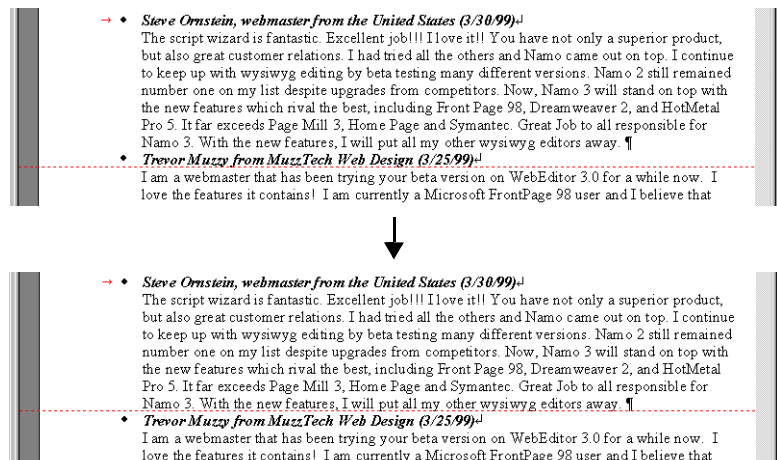 → ◆ Steve Ornstein, webmaster from the United States (3/30/99)↵
The script wizard is fantastic. Excellent job!!! I love it!! You have not only a superior product,
but also great customer relations. I had tried all the others and Namo came out on top. I continue
to keep up with wysiwyg editing by beta testing many different versions. Namo 2 still remained
number one on my list despite upgrades from competitors. Now, Namo 3 will stand on top with
the new features which rival the best, including Front Page 98, Dreamweaver 2, and HotMetal
Pro 5. It far exceeds Page Mill 3, Home Page and Symantec. Great Job to all responsible for
Namo 3. With the new features, I will put all my other wysiwyg editors away. ¶
◆ Trevor Muzzy from MuzzTech Web Design (3/25/99)↵
I am a webmaster that has been trying your beta version on WebEditor 3.0 for a while now. I
love the features it contains! I am currently a Microsoft FrontPage 98 user and I believe that
→ ◆ Steve Ornstein, webmaster from the United States (3/30/99)↵
The script wizard is fantastic. Excellent job!!! I love it!! You have not only a superior product,
but also great customer relations. I had tried all the others and Namo came out on top. I continue
to keep up with wysiwyg editing by beta testing many different versions. Namo 2 still remained
number one on my list despite upgrades from competitors. Now, Namo 3 will stand on top with
the new features which rival the best, including Front Page 98, Dreamweaver 2, and HotMetal
Pro 5. It far exceeds Page Mill 3, Home Page and Symantec. Great Job to all responsible for
Namo 3. With the new features, I will put all my other wysiwyg editors away. ¶
◆ Trevor Muzzy from MuzzTech Web Design (3/25/99)↵
I am a webmaster that has been trying your beta version on WebEditor 3.0 for a while now. I
love the features it contains! I am currently a Microsoft FrontPage 98 user and I believe that